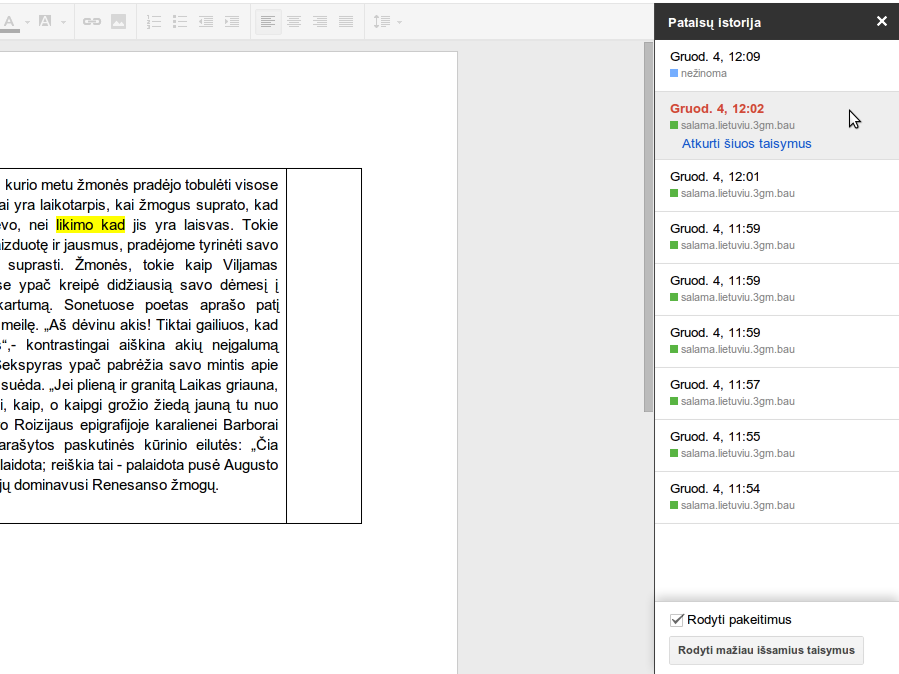 A A
kurio metu žmonės pradėjo tobulėti visose
ai yra laikotarpis, kai žmogus suprato, kad
evo, nei likimo kad jis yra laisvas. Tokie
aizduotę ir jausmus, pradėjome tyrinėti savo
suprasti. Žmonės, tokie kaip Viljamas
se ypač kreipė didžiausią savo dėmesį į
kartumą. Sonetuose poetas aprašo patį
meilę. „Aš dėvinu akis! Tiktai gailiuos, kad
s“,- kontrastingai aiškina akių neįgalumą
Šekspyras ypač pabrėžia savo mintis apie
suėda. „Jei plieną ir granitą Laikas griauna,
i, kaip, o kaipgi grožio žiedą jauną tu nuo
o Roizijaus epigrafijoje karalienei Barborai
arašytos paskutinės kūrinio eilutės: „Čia
laidota; reiškia tai - palaidota pusė Augusto
jų dominavusi Renesanso žmogų.
Pataisų istorija
Gruod. 4, 12:09
nežinoma
Gruod. 4, 12:02
salama.lietuviu.3gm.bau
Atkurti šiuos taisymus
Gruod. 4, 12:01
salama.lietuviu.3gm.bau
Gruod. 4, 11:59
salama.lietuviu.3gm.bau
Gruod. 4, 11:59
salama.lietuviu.3gm.bau
Gruod. 4, 11:59
salama.lietuviu.3gm.bau
Gruod. 4, 11:57
salama.lietuviu.3gm.bau
Gruod. 4, 11:55
salama.lietuviu.3gm.bau
Gruod. 4, 11:54
salama.lietuviu.3gm.bau
Rodyti pakeitimus
Rodyti mažiau išsamius taisymus